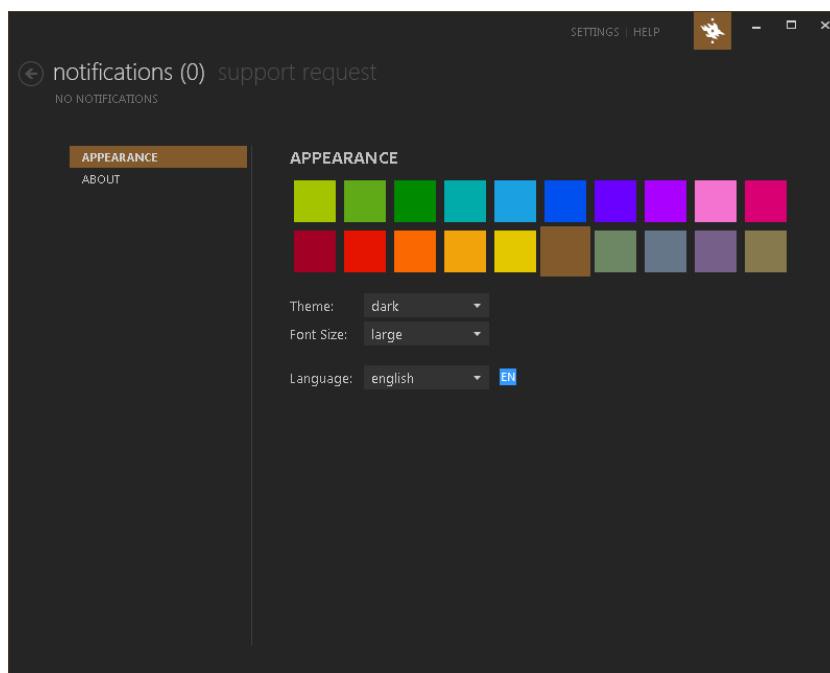 SETTINGS | HELP
notifications (0) support request
NO NOTIFICATIONS
APPEARANCE
ABOUT
APPEARANCE
Theme: dark
Font Size: large
Language: english EN